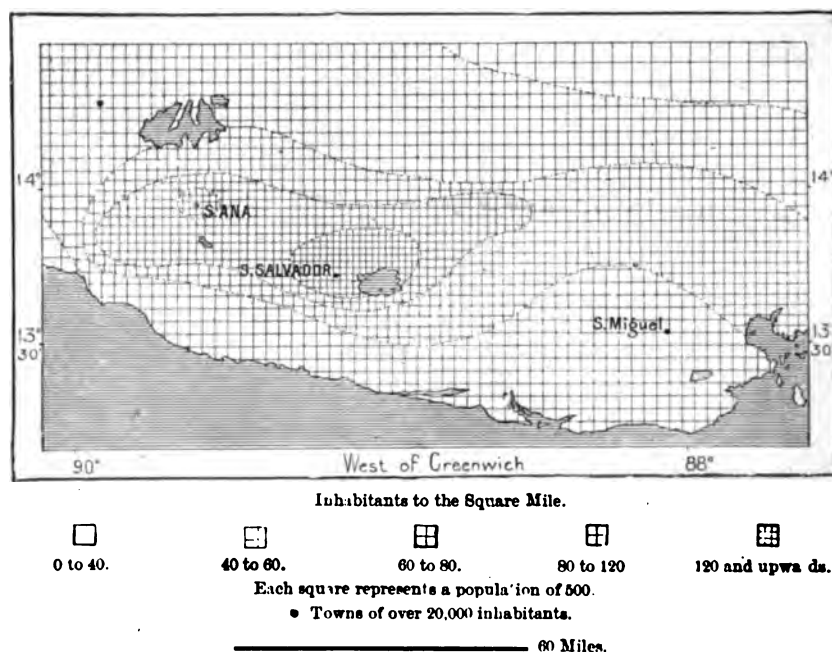 14°
14°
S. ANA
S. SALVADOR
S. Miguel
13°
30'
13°
30'
90°
West of Greenwich
88°
Inhabitants to the Square Mile.
0 to 40.
40 to 60.
60 to 80.
80 to 120
120 and upwa ds.
Each square represents a popula'ion of 500.
Towns of over 20,000 inhabitants.
60 Miles.